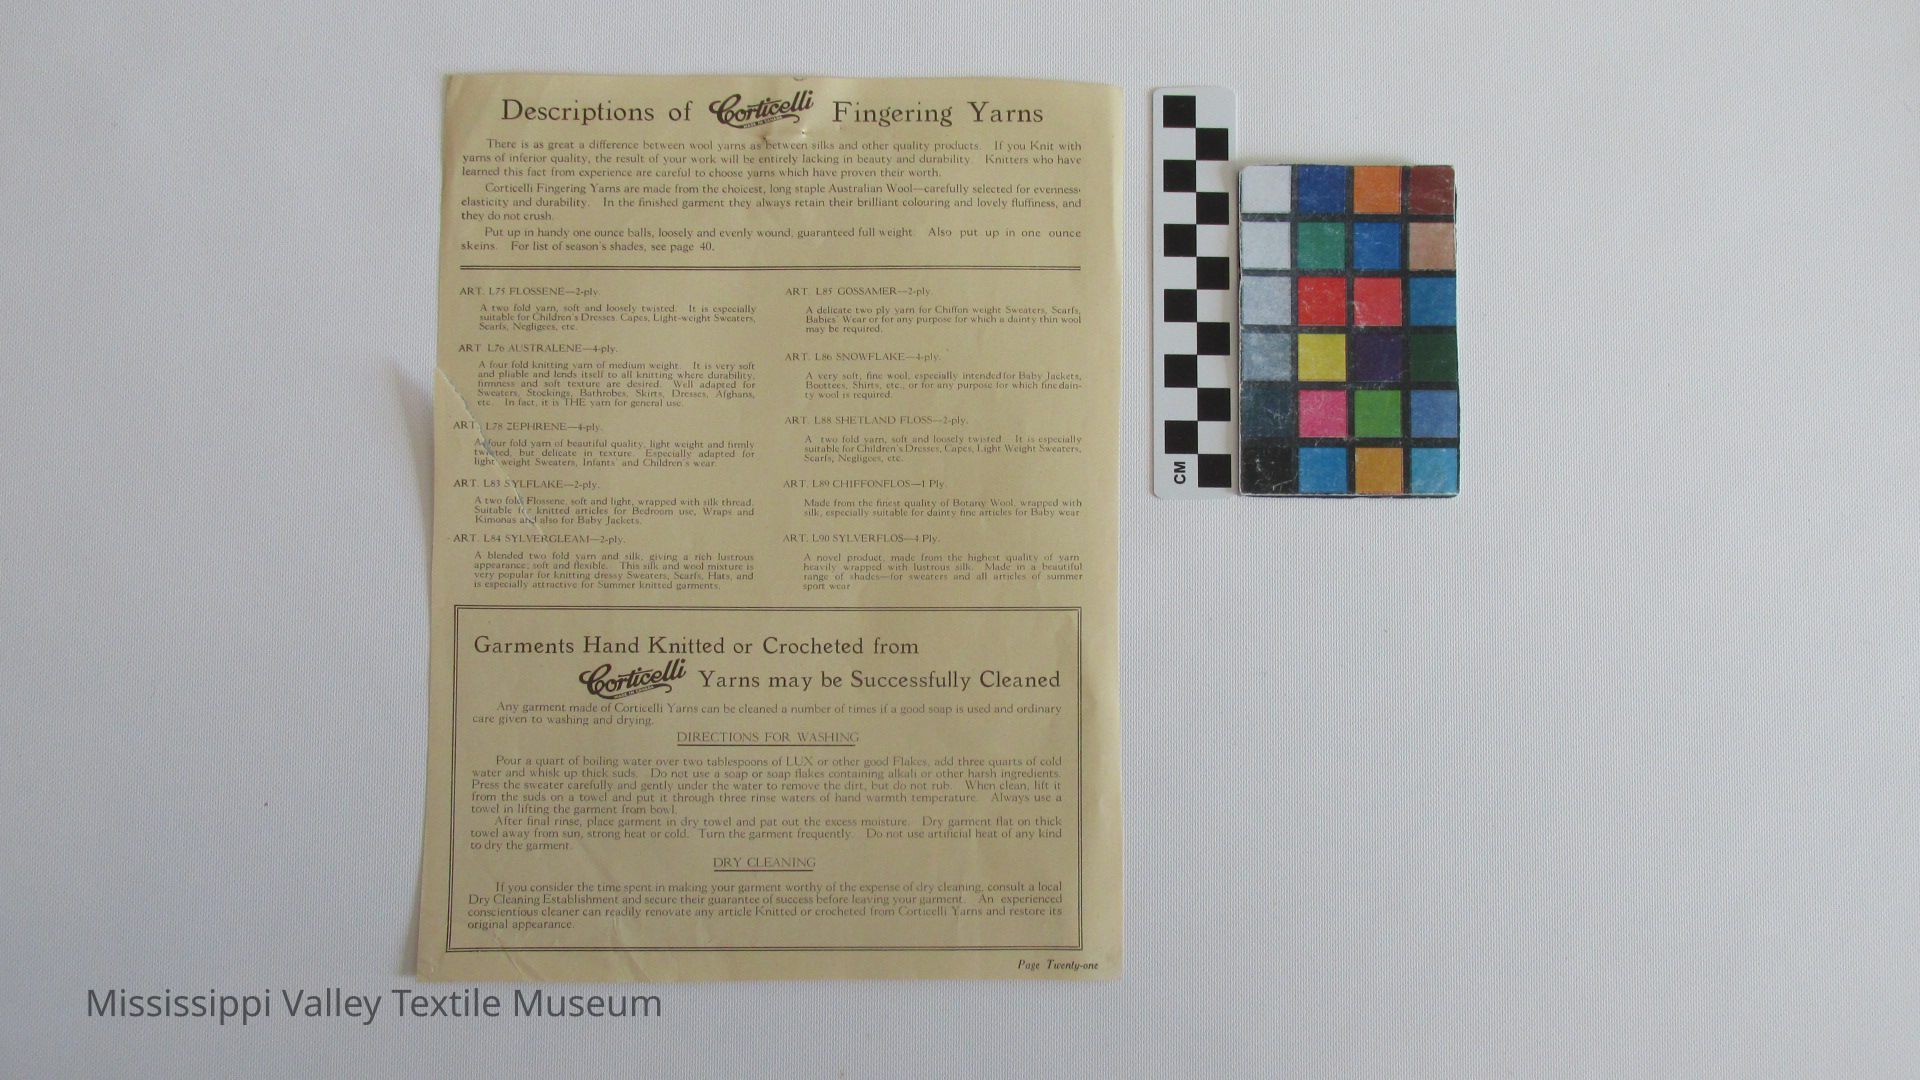 Descriptions of Corticelli Fingering Yarns
MADE IN CANADA
There is as great a difference between wool yarns as between silks and other quality products. If you Knit with
yarns of inferior quality, the result of your work will be entirely lacking in beauty and durability. Knitters who have
learned this fact from experience are careful to choose yarns which have proven their worth.
Corticelli Fingering Yarns are made from the choicest, long staple Australian Wool—carefully selected for evenness,
elasticity and durability. In the finished garment they always retain their brilliant colouring and lovely fluffiness, and
they do not crush.
Put up in handy one ounce balls, loosely and evenly wound, guaranteed full weight. Also put up in one ounce
skeins. For list of season's shades, see page 40.
ART. L75 FLOSSENE—2-ply.
A two fold yarn, soft and loosely twisted. It is especially
suitable for Children's Dresses, Capes, Light-weight Sweaters,
Scarfs, Negligees, etc.
ART. L76 AUSTRALENE—4-ply.
A four fold knitting yarn of medium weight. It is very soft
and pliable and lends itself to all knitting where durability,
firmness and soft texture are desired. Well adapted for
Sweaters, Stockings, Bathrobes, Skirts, Dresses, Afghans,
etc. In fact, it is THE yarn for general use.
ART. L78 ZEPHRENE—4-ply.
A four fold yarn of beautiful quality, light weight and firmly
twisted, but delicate in texture. Especially adapted for
light weight Sweaters, Infants' and Children's wear.
ART. L83 SYLFLAKE—2-ply.
A two fold Flossene, soft and light, wrapped with silk thread.
Suitable for knitted articles for Bedroom use, Wraps and
Kimonas and also for Baby Jackets.
ART. L84 SYLVERGLEAM—2-ply.
A blended two fold yarn and silk, giving a rich lustrous
appearance; soft and flexible. This silk and wool mixture is
very popular for knitting dressy Sweaters, Scarfs, Hats, and
is especially attractive for Summer knitted garments.
ART. L85 GOSSAMER—2-ply.
A delicate two ply yarn for Chiffon weight Sweaters, Scarfs,
Babies' Wear or for any purpose for which a dainty thin wool
may be required.
ART. L86 SNOWFLAKE—4-ply.
A very soft, fine wool, especially intended for Baby Jackets,
Bootees, Shirts, etc., or for any purpose for which fine dain-
ty wool is required.
ART. L88 SHETLAND FLOSS—2-ply.
A two fold yarn, soft and loosely twisted. It is especially
suitable for Children's Dresses, Capes, Light Weight Sweaters,
Scarfs, Negligees, etc.
ART. L89 CHIFFONFLOS—1 Ply.
Made from the finest quality of Botany Wool, wrapped with
silk, especially suitable for dainty fine articles for Baby wear
ART. L90 SYLVERFLOS—4 Ply.
A novel product, made from the highest quality of yarn
heavily wrapped with lustrous silk. Made in a beautiful
range of shades—for sweaters and all articles of summer
sport wear
Garments Hand Knitted or Crocheted from
Corticelli Yarns may be Successfully Cleaned
MADE IN CANADA
Any garment made of Corticelli Yarns can be cleaned a number of times if a good soap is used and ordinary
care given to washing and drying.
DIRECTIONS FOR WASHING
Pour a quart of boiling water over two tablespoons of LUX or other good Flakes, add three quarts of cold
water and whisk up thick suds. Do not use a soap or soap flakes containing alkali or other harsh ingredients.
Press the sweater carefully and gently under the water to remove the dirt, but do not rub. When clean, lift it
from the suds on a towel and put it through three rinse waters of hand warmth temperature. Always use a
towel in lifting the garment from bowl.
After final rinse, place garment in dry towel and pat out the excess moisture. Dry garment flat on thick
towel away from sun, strong heat or cold. Turn the garment frequently. Do not use artificial heat of any kind
to dry the garment.
DRY CLEANING
If you consider the time spent in making your garment worthy of the expense of dry cleaning, consult a local
Dry Cleaning Establishment and secure their guarantee of success before leaving your garment. An experienced
conscientious cleaner can readily renovate any article Knitted or crocheted from Corticelli Yarns and restore its
original appearance.
Page Twenty-one
CM
Mississippi Valley Textile Museum